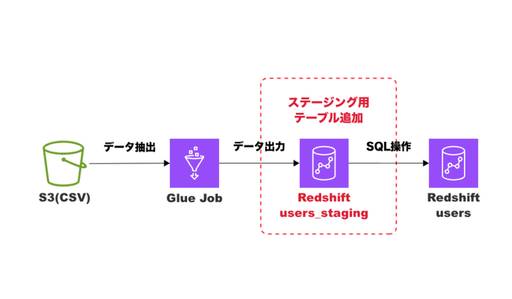 ステージング用
テーブル追加
データ抽出
データ出力
SQL操作
S3(CSV)
Glue Job
Redshift
users_staging
Redshift
users